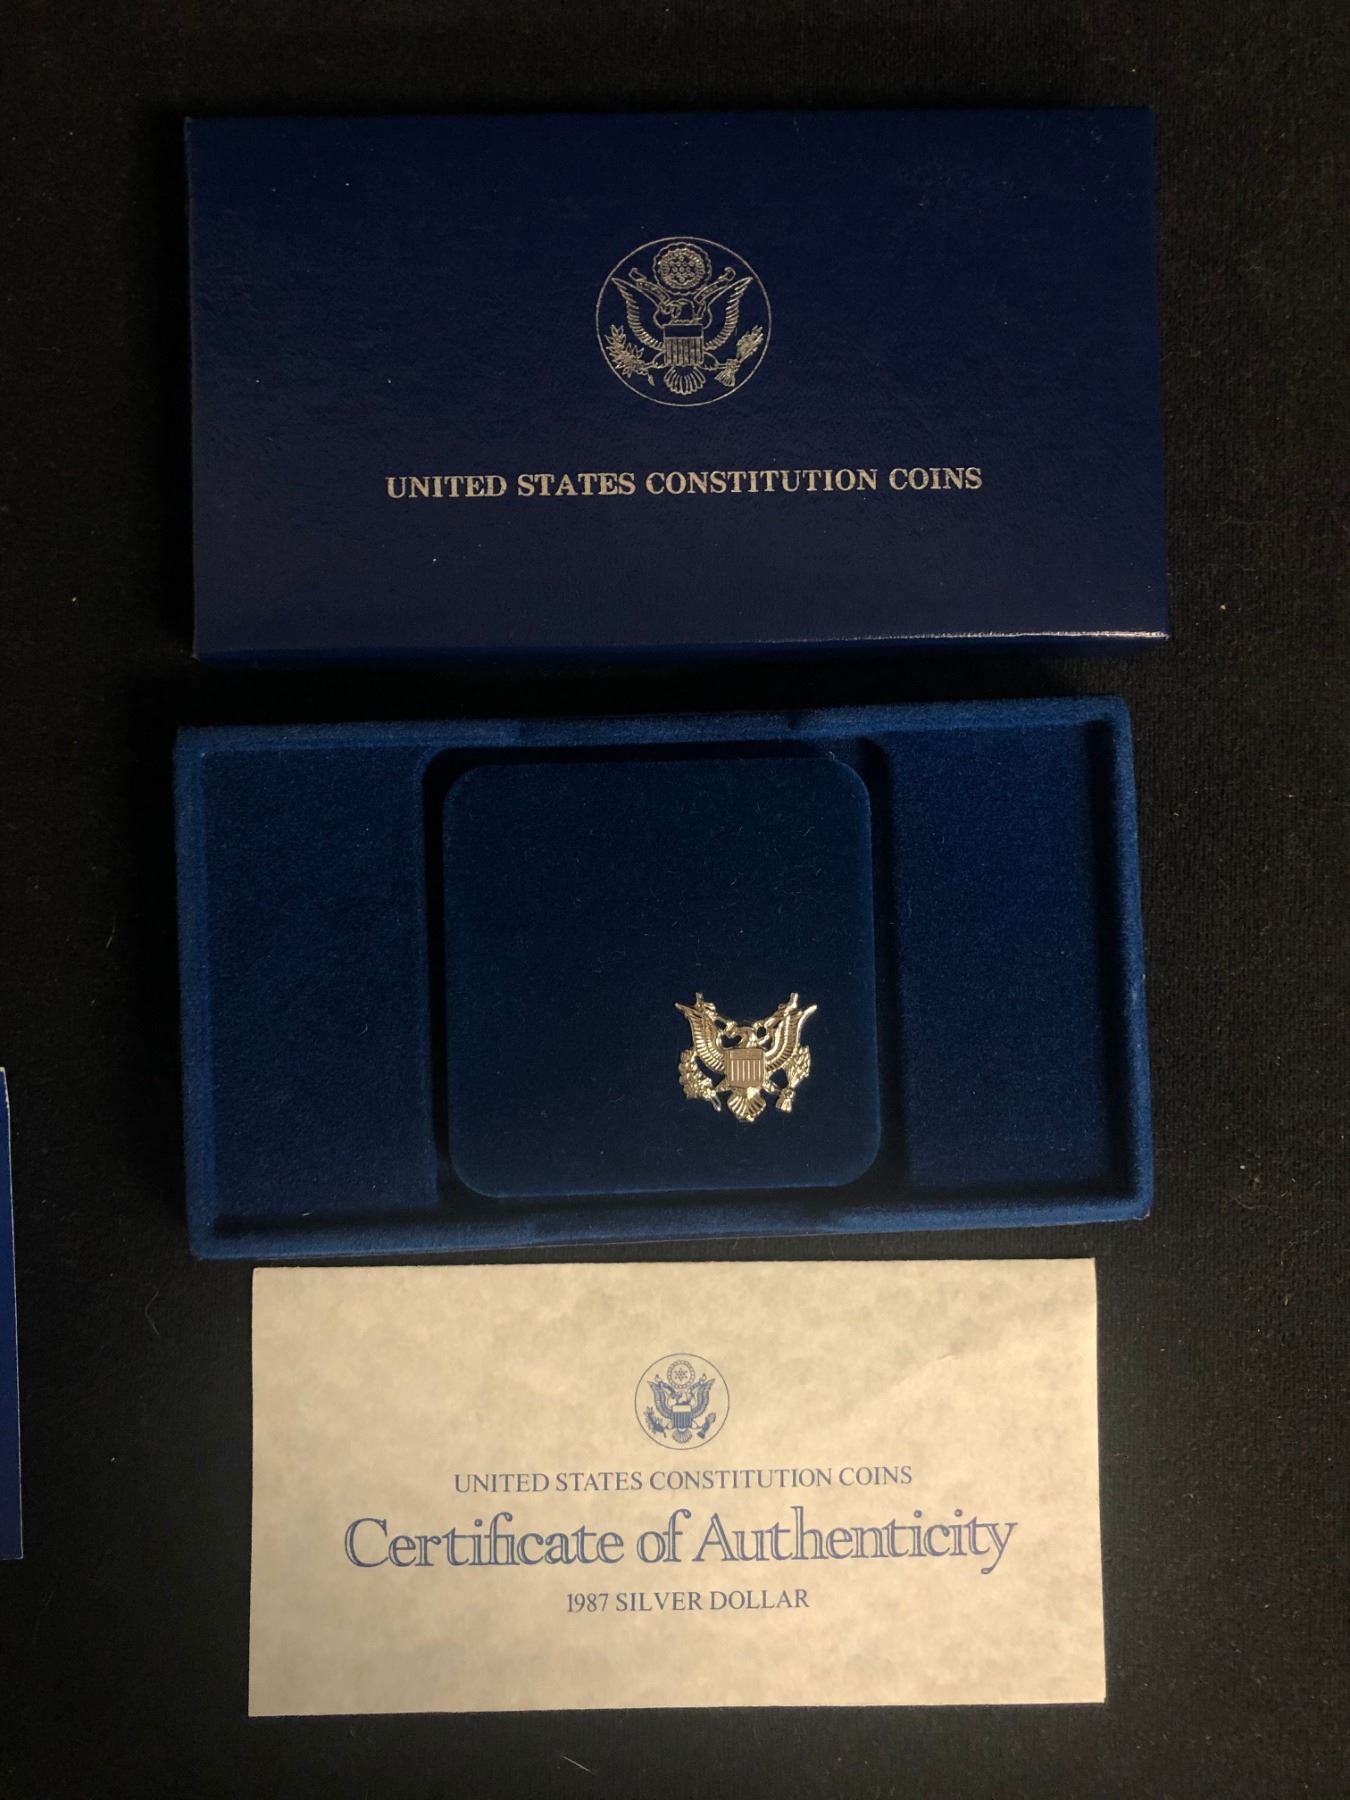 UNITED STATES CONSTITUTION COINS
UNITED STATES CONSTITUTION COINS
Certificate of Authenticity
1987 SILVER DOLLAR